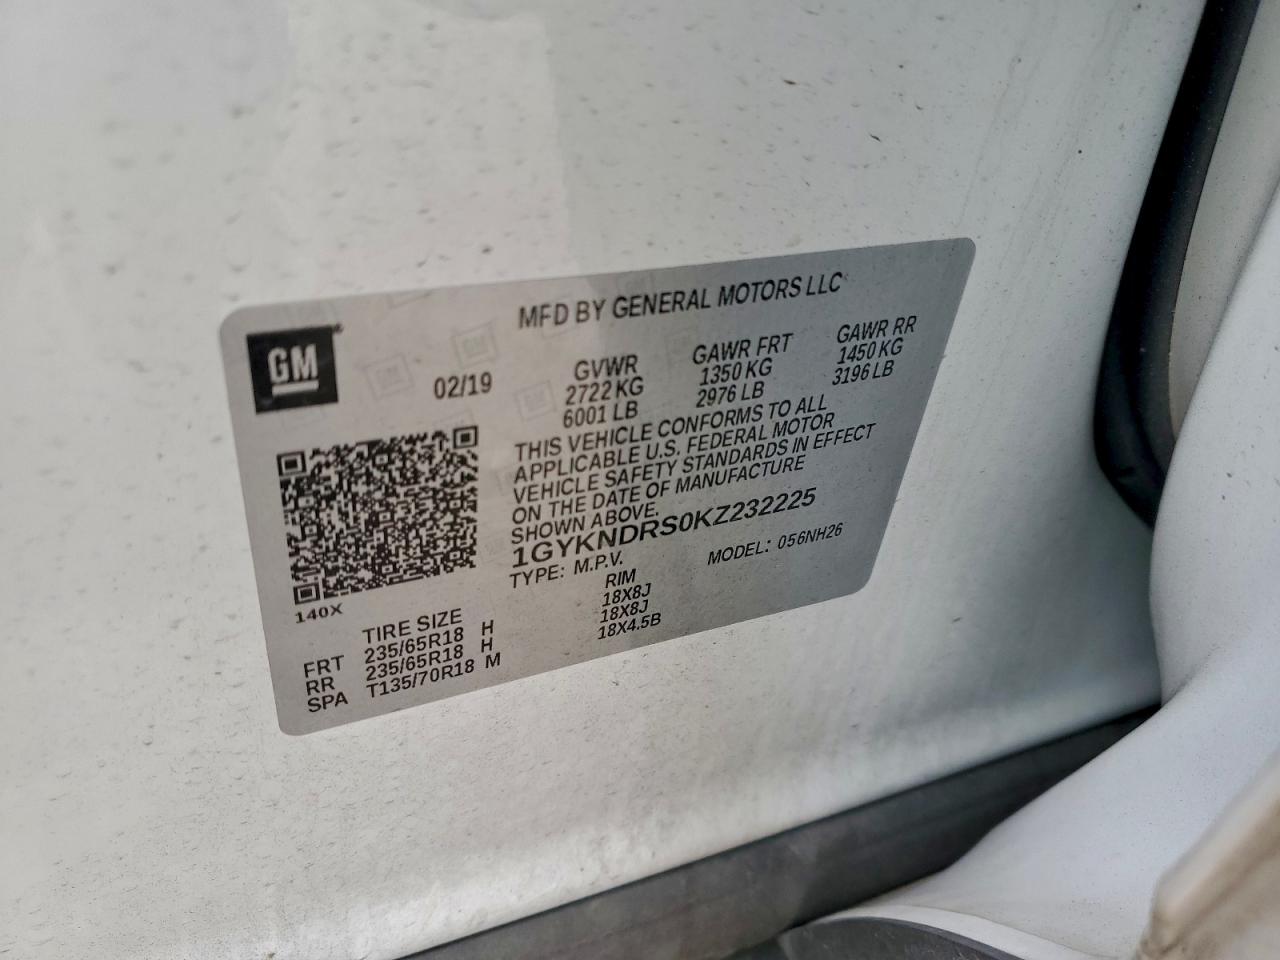 MFD BY GENERAL MOTORS LLC
GM
02/19
GVWR GAWR FRT GAWR RR
2722 KG 1350 KG 1450 KG
6001 LB 2976 LB 3196 LB
THIS VEHICLE CONFORMS TO ALL
APPLICABLE U.S. FEDERAL MOTOR
VEHICLE SAFETY STANDARDS IN EFFECT
ON THE DATE OF MANUFACTURE
SHOWN ABOVE.
1GYKNDRS0KZ232225
TYPE: M.P.V. MODEL: 056NH26
140X
TIRE SIZE RIM
FRT 235/65R18 H 18X8J
RR 235/65R18 H 18X8J
SPA T135/70R18 M 18X4.5B